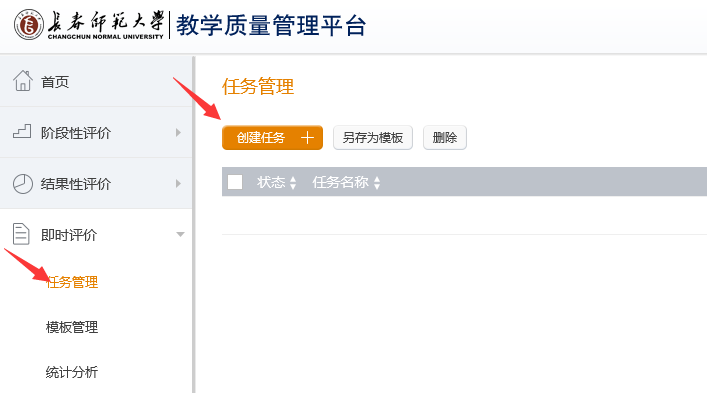 长春师范大学
CHANGCHUN NORMAL UNIVERSITY
教学质量管理平台
首页
阶段性评价
结果性评价
即时评价
任务管理
模板管理
统计分析
任务管理
创建任务
另存为模板
删除
状态 任务名称